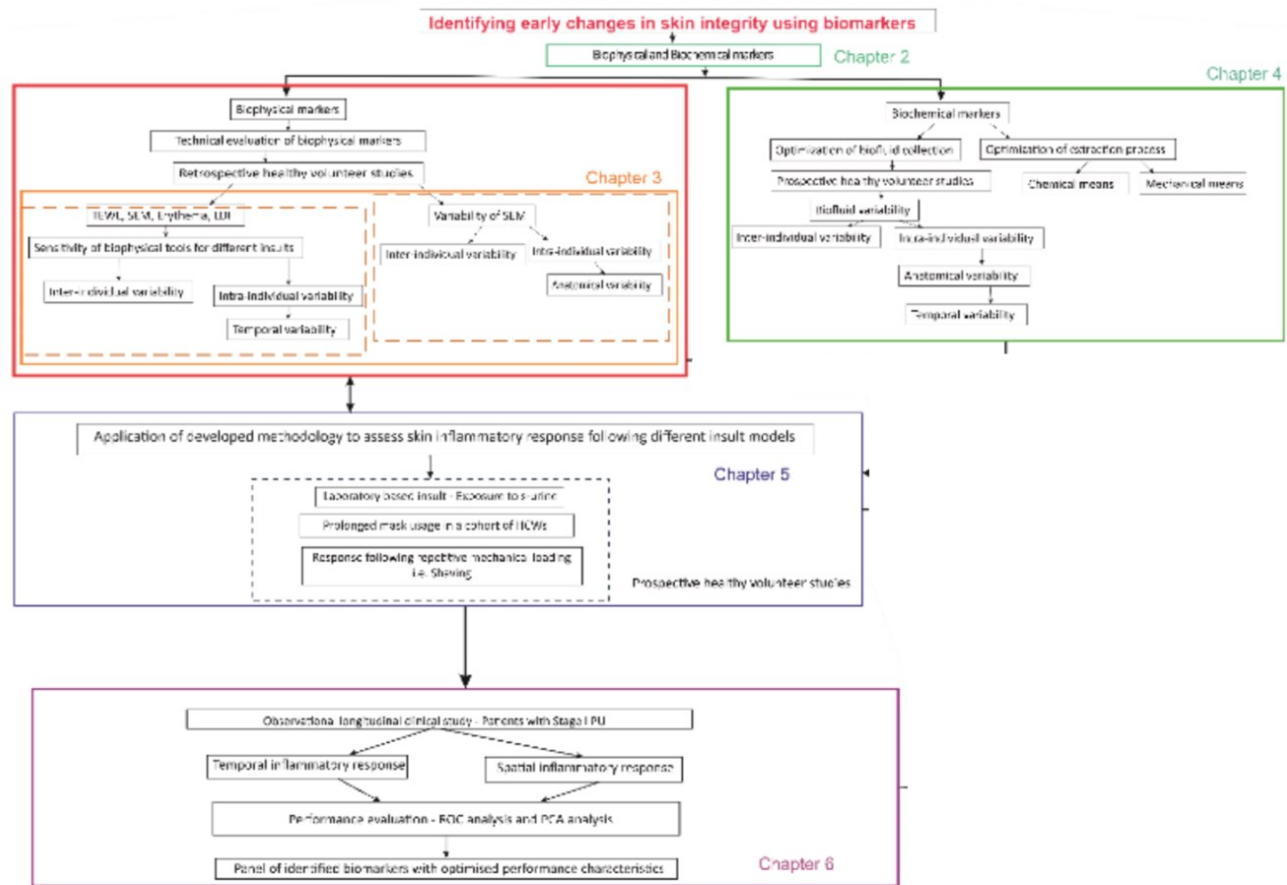 Identifying early changes in skin integrity using biomarkers
Biophysical and Biochemical markers
Chapter 2
Chapter 4
Biophysical markers
Technical evaluation of biophysical markers
Retrospective healthy volunteer studies
Chapter 3
TEWL, SEM, Erythema, LDI
Sensitivity of biophysical tools for different insults
Inter-individual variability
Intra-individual variability
Temporal variability
Variability of SEM
Inter-individual variability
Intra-individual variability
Anatomical variability
Biochemical markers
Optimization of biofluid collection
Optimization of extraction process
Prospective healthy volunteer studies
Chemical means
Mechanical means
Biofluid variability
Inter-individual variability
Intra-individual variability
Anatomical variability
Temporal variability
Application of developed methodology to assess skin inflammatory response following different insult models
Chapter 5
Laboratory based insult - Exposure to s-urine
Prolonged mask usage in a cohort of HCWs
Response following repetitive mechanical loading
i.e. Shaving
Prospective healthy volunteer studies
Observational longitudinal clinical study - Patients with Stage I PU
Temporal inflammatory response
Spatial inflammatory response
Performance evaluation - ROC analysis and PCA analysis
Panel of identified biomarkers with optimised performance characteristics
Chapter 6